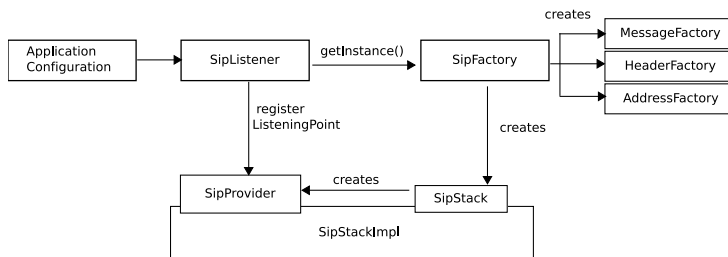 creates
MessageFactory
Application
Configuration
SipListener
getInstance()
SipFactory
HeaderFactory
AddressFactory
register
ListeningPoint
creates
creates
SipProvider
SipStack
SipStackImpl